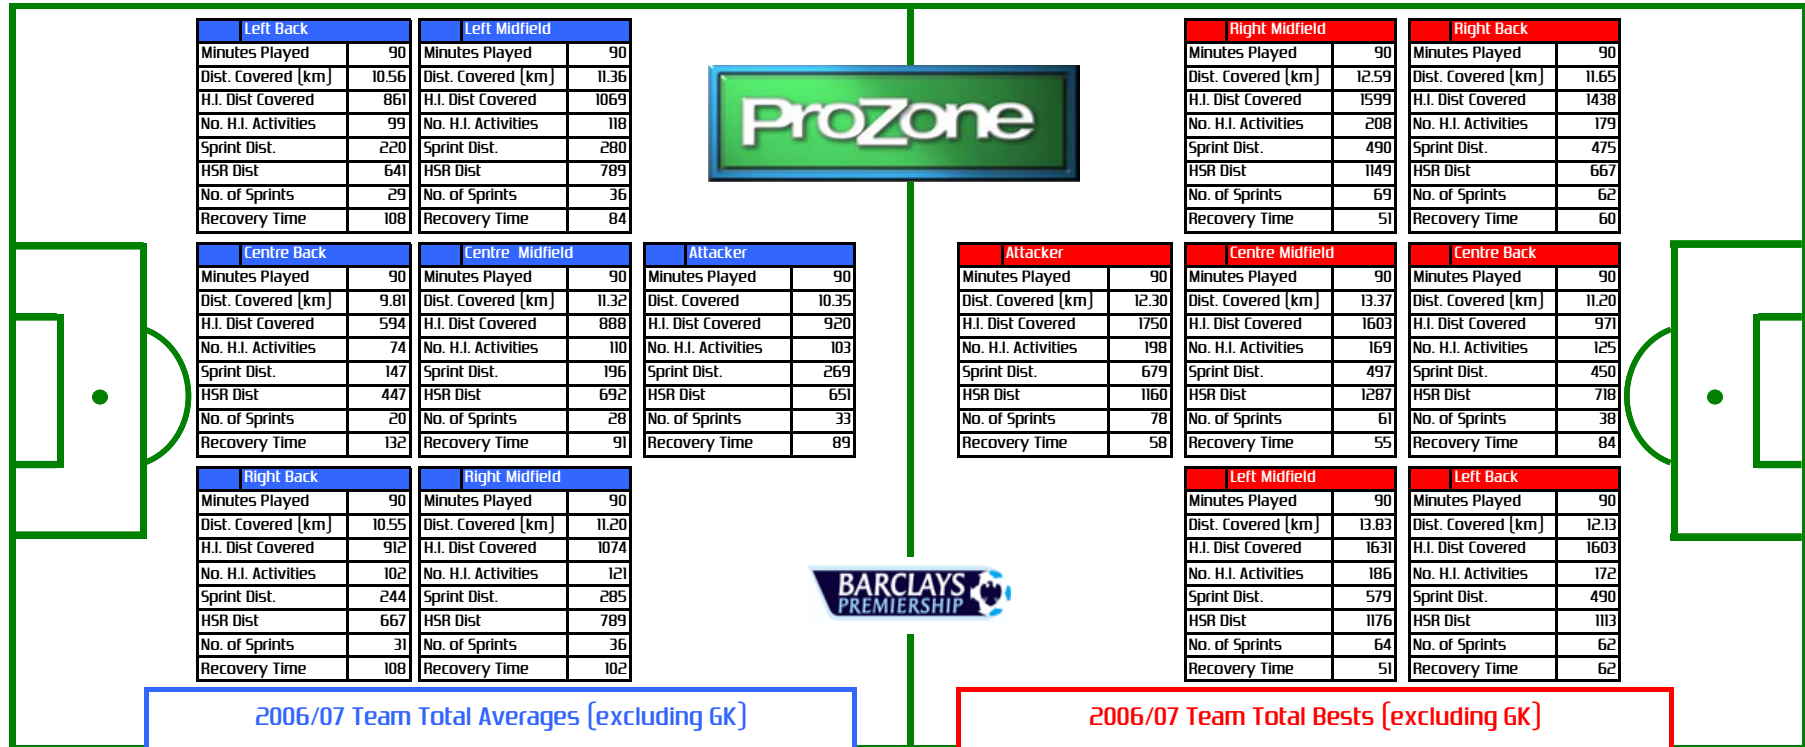 Left Back
Minutes Played 90
Dist. Covered (km) 10.56
H.I. Dist Covered 861
No. H.I. Activities 99
Sprint Dist. 220
HSR Dist 641
No. of Sprints 29
Recovery Time 108
Left Midfield
Minutes Played 90
Dist. Covered (km) 11.36
H.I. Dist Covered 1069
No. H.I. Activities 118
Sprint Dist. 280
HSR Dist 789
No. of Sprints 36
Recovery Time 84
ProZone
Right Midfield
Minutes Played 90
Dist. Covered (km) 12.59
H.I. Dist Covered 1599
No. H.I. Activities 208
Sprint Dist. 490
HSR Dist 1149
No. of Sprints 69
Recovery Time 51
Right Back
Minutes Played 90
Dist. Covered (km) 11.65
H.I. Dist Covered 1438
No. H.I. Activities 179
Sprint Dist. 475
HSR Dist 667
No. of Sprints 62
Recovery Time 60
Centre Back
Minutes Played 90
Dist. Covered (km) 9.81
H.I. Dist Covered 594
No. H.I. Activities 74
Sprint Dist. 147
HSR Dist 447
No. of Sprints 20
Recovery Time 132
Centre Midfield
Minutes Played 90
Dist. Covered (km) 11.32
H.I. Dist Covered 888
No. H.I. Activities 110
Sprint Dist. 196
HSR Dist 692
No. of Sprints 28
Recovery Time 91
Attacker
Minutes Played 90
Dist. Covered 10.35
H.I. Dist Covered 920
No. H.I. Activities 103
Sprint Dist. 269
HSR Dist 651
No. of Sprints 33
Recovery Time 89
Attacker
Minutes Played 90
Dist. Covered (km) 12.30
H.I. Dist Covered 1750
No. H.I. Activities 198
Sprint Dist. 679
HSR Dist 1160
No. of Sprints 78
Recovery Time 58
Centre Midfield
Minutes Played 90
Dist. Covered (km) 13.37
H.I. Dist Covered 1603
No. H.I. Activities 169
Sprint Dist. 497
HSR Dist 1287
No. of Sprints 61
Recovery Time 55
Centre Back
Minutes Played 90
Dist. Covered (km) 11.20
H.I. Dist Covered 971
No. H.I. Activities 125
Sprint Dist. 450
HSR Dist 718
No. of Sprints 38
Recovery Time 84
Right Back
Minutes Played 90
Dist. Covered (km) 10.55
H.I. Dist Covered 912
No. H.I. Activities 102
Sprint Dist. 244
HSR Dist 667
No. of Sprints 31
Recovery Time 108
Right Midfield
Minutes Played 90
Dist. Covered (km) 11.20
H.I. Dist Covered 1074
No. H.I. Activities 121
Sprint Dist. 285
HSR Dist 789
No. of Sprints 36
Recovery Time 102
BARCLAYS
PREMIERSHIP
Left Midfield
Minutes Played 90
Dist. Covered (km) 13.83
H.I. Dist Covered 1631
No. H.I. Activities 186
Sprint Dist. 579
HSR Dist 1176
No. of Sprints 64
Recovery Time 51
Left Back
Minutes Played 90
Dist. Covered (km) 12.13
H.I. Dist Covered 1603
No. H.I. Activities 172
Sprint Dist. 490
HSR Dist 1113
No. of Sprints 62
Recovery Time 62
2006/07 Team Total Averages (excluding GK)
2006/07 Team Total Bests (excluding GK)